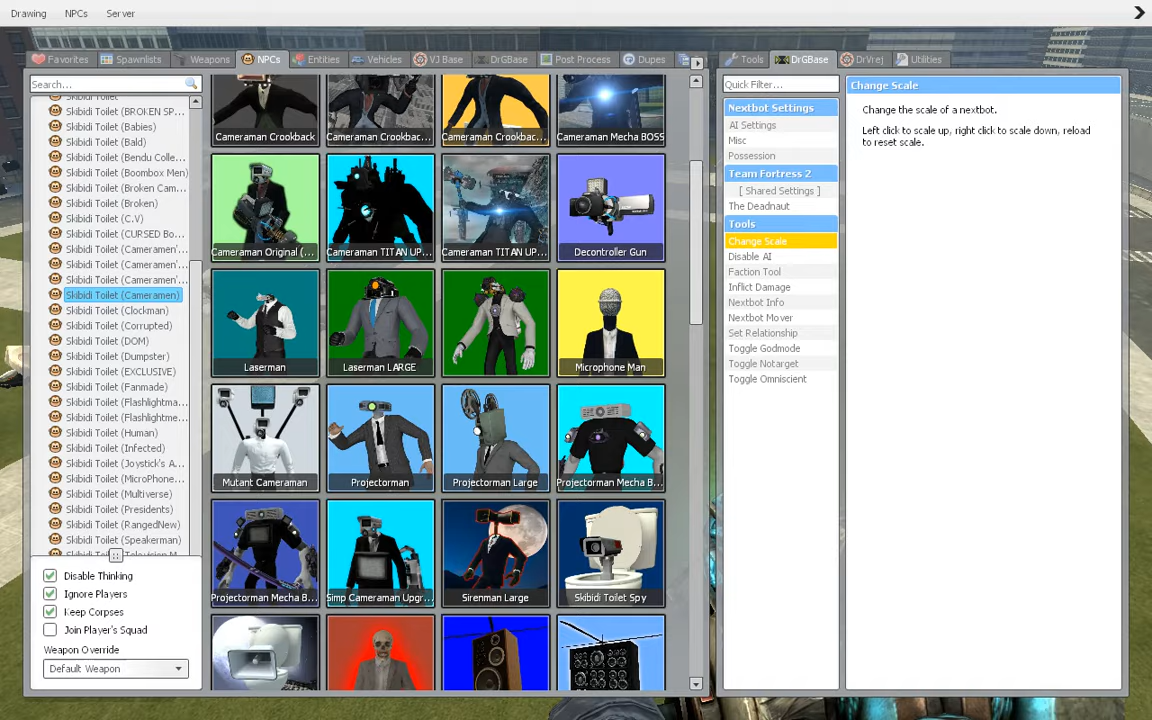 Drawing NPCs Server
Favorites Spawnlists Weapons NPCs Entities Vehicles VJ Base DrGBase Post Process Dupes
Tools DrGBase DrVrej Utilities
Search...
Skibidi Toilet
Skibidi Toilet (BROKEN SP...
Skibidi Toilet (Babies)
Skibidi Toilet (Bald)
Skibidi Toilet (Bendu Colle...
Skibidi Toilet (Boombox Men)
Skibidi Toilet (Broken Cam...
Skibidi Toilet (Broken)
Skibidi Toilet (C.V)
Skibidi Toilet (CURSED Bo...
Skibidi Toilet (Cameramen'...
Skibidi Toilet (Cameramen'...
Skibidi Toilet (Cameramen'...
Skibidi Toilet (Cameramen)
Skibidi Toilet (Clockman)
Skibidi Toilet (Corrupted)
Skibidi Toilet (DOM)
Skibidi Toilet (Dumpster)
Skibidi Toilet (EXCLUSIVE)
Skibidi Toilet (Fanmade)
Skibidi Toilet (Flashlightma...
Skibidi Toilet (Flashlightme...
Skibidi Toilet (Human)
Skibidi Toilet (Infected)
Skibidi Toilet (Joystick's A...
Skibidi Toilet (MicroPhone...
Skibidi Toilet (Multiverse)
Skibidi Toilet (Presidents)
Skibidi Toilet (RangedNew)
Skibidi Toilet (Speakerman)
Disable Thinking
Ignore Players
Keep Corpses
Join Player's Squad
Weapon Override
Default Weapon
Cameraman Crookback Cameraman Crookbac... Cameraman Crookbac... Cameraman Mecha BOSS
Cameraman Original (... Cameraman TITAN UP... Cameraman TITAN UP... Decontroller Gun
Laserman Laserman LARGE Microphone Man
Mutant Cameraman Projectorman Projectorman Large Projectorman Mecha B...
Projectorman Mecha B... Simp Cameraman Upgr... Sirenman Large Skibidi Toilet Spy
Quick Filter...
Nextbot Settings
AI Settings
Misc
Possession
Team Fortress 2
[ Shared Settings ]
The Deadnaut
Tools
Change Scale
Disable AI
Faction Tool
Inflict Damage
Nextbot Info
Nextbot Mover
Set Relationship
Toggle Godmode
Toggle Notarget
Toggle Omniscient
Change Scale
Change the scale of a nextbot.
Left click to scale up, right click to scale down, reload
to reset scale.